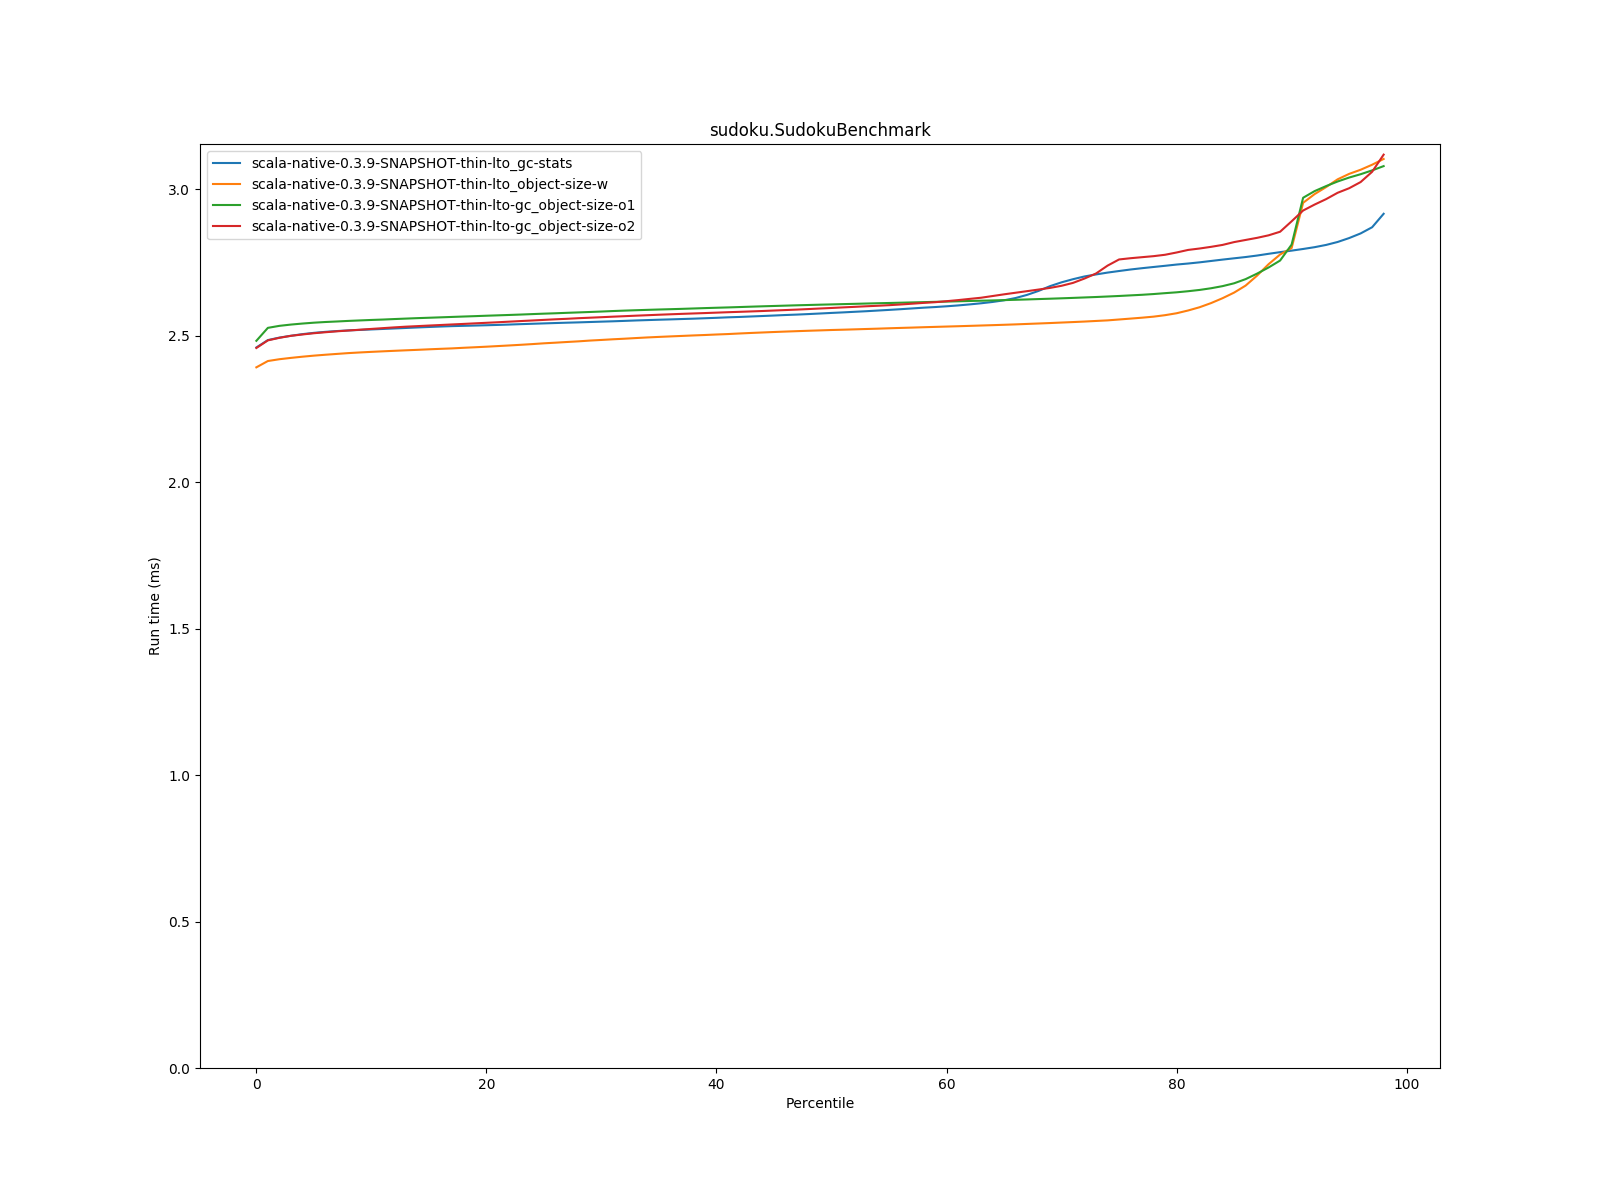 sudoku.SudokuBenchmark
scala-native-0.3.9-SNAPSHOT-thin-lto_gc-stats
scala-native-0.3.9-SNAPSHOT-thin-lto_object-size-w
scala-native-0.3.9-SNAPSHOT-thin-lto-gc_object-size-o1
scala-native-0.3.9-SNAPSHOT-thin-lto-gc_object-size-o2
3.0
2.5
2.0
1.5
1.0
0.5
0.0
Run time (ms)
0 20 40 60 80 100
Percentile